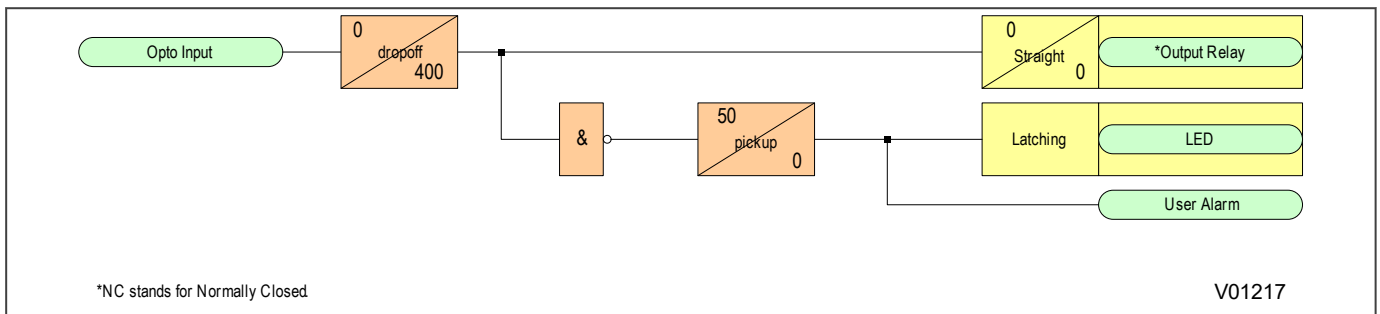 Opto Input
0
dropoff
400
0
Straight
0
*Output Relay
&
50
pickup
0
Latching
LED
User Alarm
*NC stands for Normally Closed.
V01217